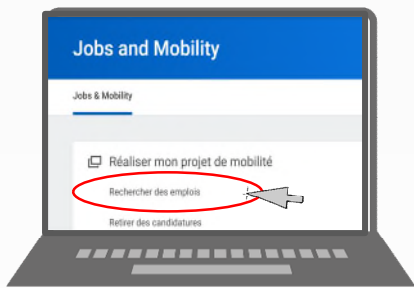 Jobs and Mobility
Jobs & Mobility
Réaliser mon projet de mobilité
Rechercher des emplois
Retirer des candidatures